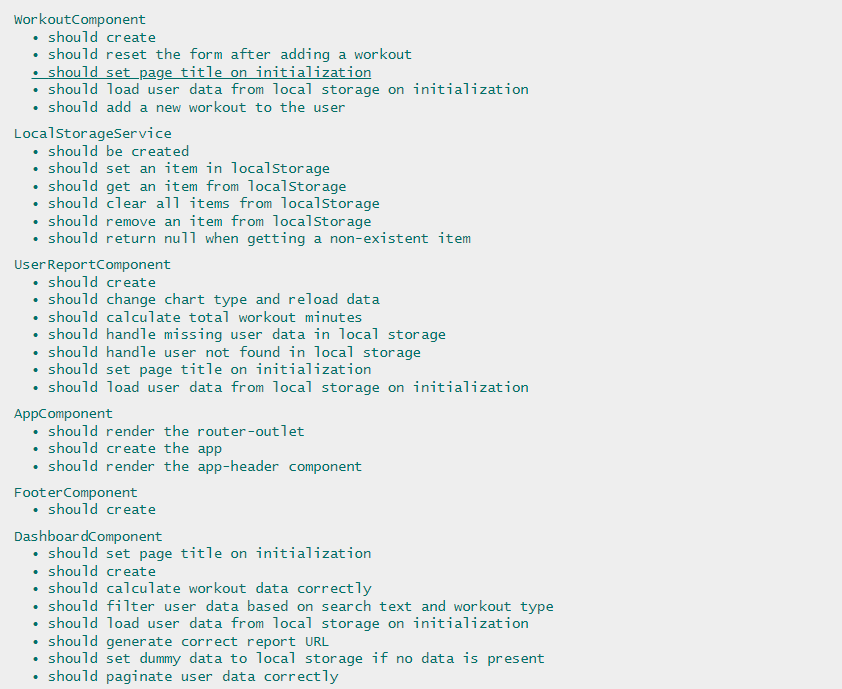 WorkoutComponent
• should create
• should reset the form after adding a workout
• should set page title on initialization
• should load user data from local storage on initialization
• should add a new workout to the user
LocalStorageService
• should be created
• should set an item in localStorage
• should get an item from localStorage
• should clear all items from localStorage
• should remove an item from localStorage
• should return null when getting a non-existent item
UserReportComponent
• should create
• should change chart type and reload data
• should calculate total workout minutes
• should handle missing user data in local storage
• should handle user not found in local storage
• should set page title on initialization
• should load user data from local storage on initialization
AppComponent
• should render the router-outlet
• should create the app
• should render the app-header component
FooterComponent
• should create
DashboardComponent
• should set page title on initialization
• should create
• should calculate workout data correctly
• should filter user data based on search text and workout type
• should load user data from local storage on initialization
• should generate correct report URL
• should set dummy data to local storage if no data is present
• should paginate user data correctly